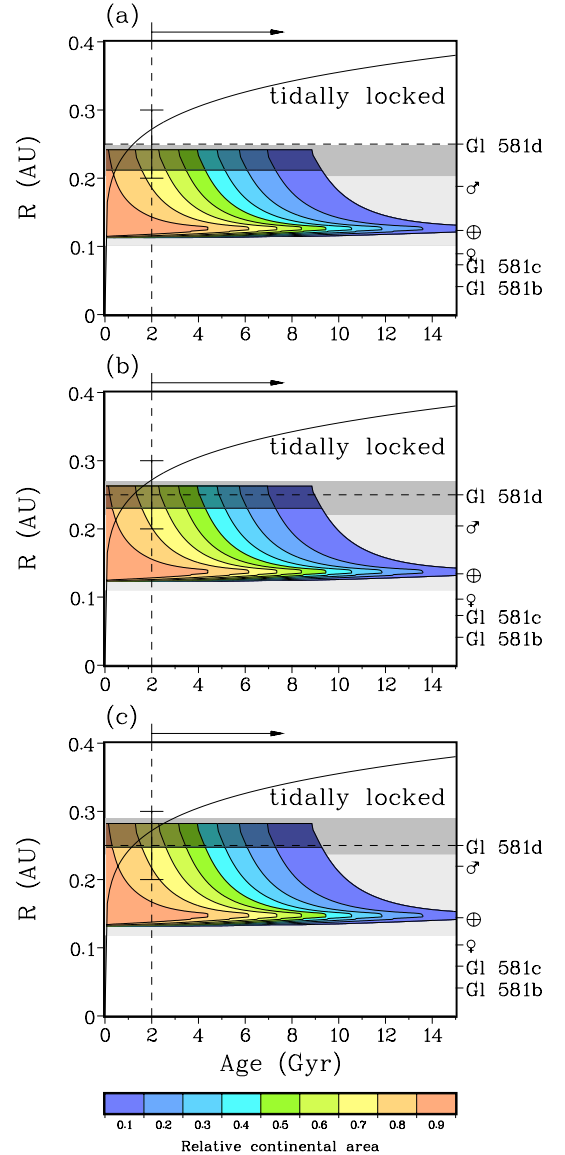 (a)
0.4
0.3
0.2
0.1
0
R (AU)
tidally locked
Gl 581d
♂
⊕
♀
Gl 581c
Gl 581b
0 2 4 6 8 10 12 14
(b)
0.4
0.3
0.2
0.1
0
R (AU)
tidally locked
Gl 581d
♂
⊕
♀
Gl 581c
Gl 581b
0 2 4 6 8 10 12 14
(c)
0.4
0.3
0.2
0.1
0
R (AU)
tidally locked
Gl 581d
♂
⊕
♀
Gl 581c
Gl 581b
0 2 4 6 8 10 12 14
Age (Gyr)
0.1 0.2 0.3 0.4 0.5 0.6 0.7 0.8 0.9
Relative continental area